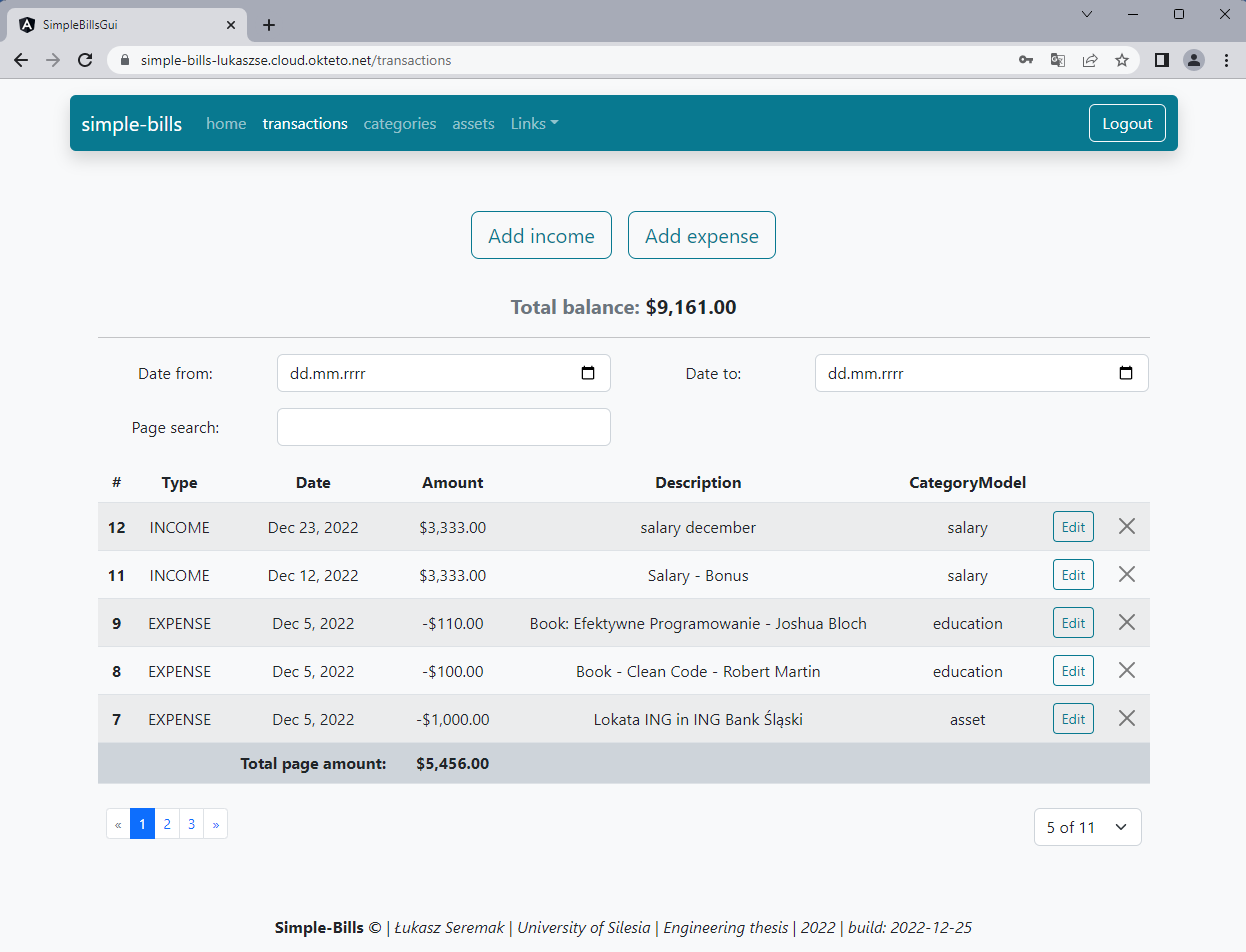 SimpleBillsGui
simple-bills-lukaszse.cloud.okteto.net/transactions
simple-bills home transactions categories assets Links Logout
Add income Add expense
Total balance: $9,161.00
Date from: dd.mm.rrrr Date to: dd.mm.rrrr
Page search:
# Type Date Amount Description CategoryModel
12 INCOME Dec 23, 2022 $3,333.00 salary december salary Edit
11 INCOME Dec 12, 2022 $3,333.00 Salary - Bonus salary Edit
9 EXPENSE Dec 5, 2022 -$110.00 Book: Efektywne Programowanie - Joshua Bloch education Edit
8 EXPENSE Dec 5, 2022 -$100.00 Book - Clean Code - Robert Martin education Edit
7 EXPENSE Dec 5, 2022 -$1,000.00 Lokata ING in ING Bank Śląski asset Edit
Total page amount: $5,456.00
« 1 2 3 » 5 of 11
Simple-Bills © | Łukasz Seremak | University of Silesia | Engineering thesis | 2022 | build: 2022-12-25